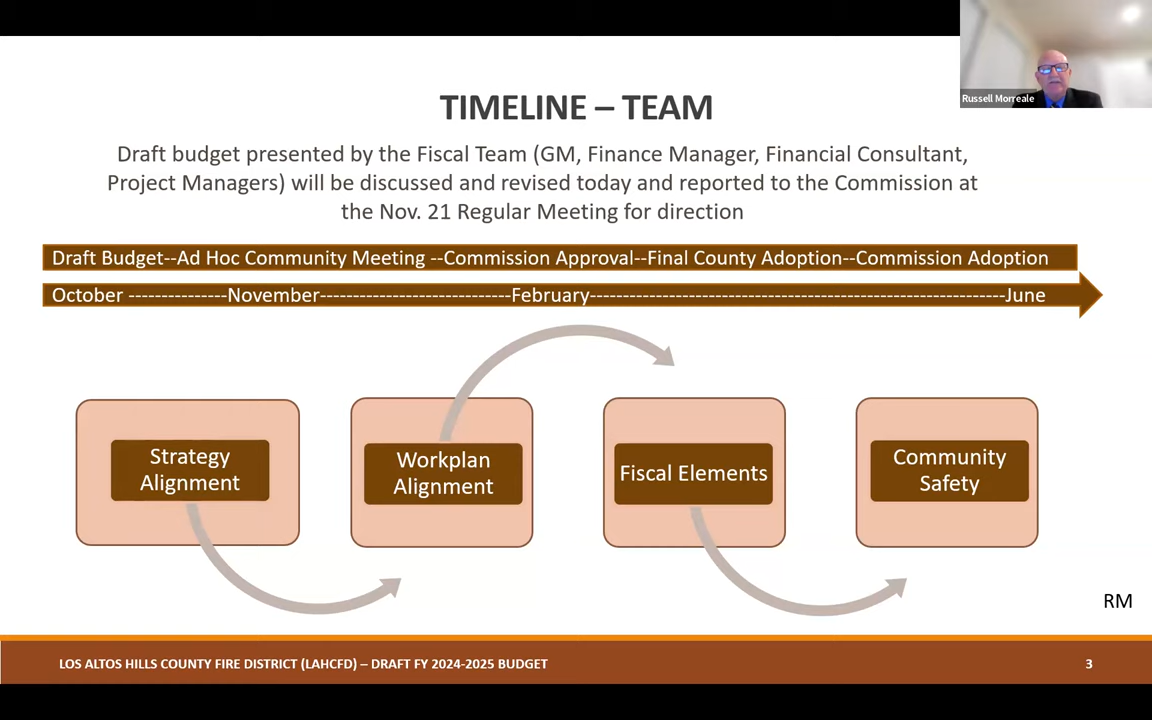 Russell Morreale
TIMELINE – TEAM
Draft budget presented by the Fiscal Team (GM, Finance Manager, Financial Consultant,
Project Managers) will be discussed and revised today and reported to the Commission at
the Nov. 21 Regular Meeting for direction
Draft Budget--Ad Hoc Community Meeting --Commission Approval--Final County Adoption--Commission Adoption
October ---------------November-----------------------------February---------------------------------------------------------------June
Strategy
Alignment
Workplan
Alignment
Fiscal Elements
Community
Safety
RM
LOS ALTOS HILLS COUNTY FIRE DISTRICT (LAHCFD) – DRAFT FY 2024-2025 BUDGET
3